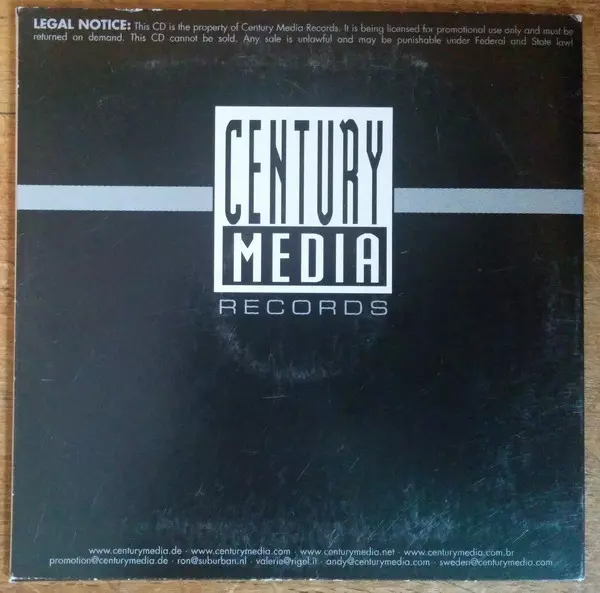 LEGAL NOTICE: This CD is the property of Century Media Records. It is being licensed for promotional use only and must be
returned on demand. This CD cannot be sold. Any sale is unlawful and may be punishable under Federal and State law!
CENTURY
MEDIA
RECORDS
www.centurymedia.de · www.centurymedia.com · www.centurymedia.net · www.centurymedia.com.br
promotion@centurymedia.de · ron@suburban.nl · valerie@rigel.it · andy@centurymedia.com · sweden@centurymedia.com